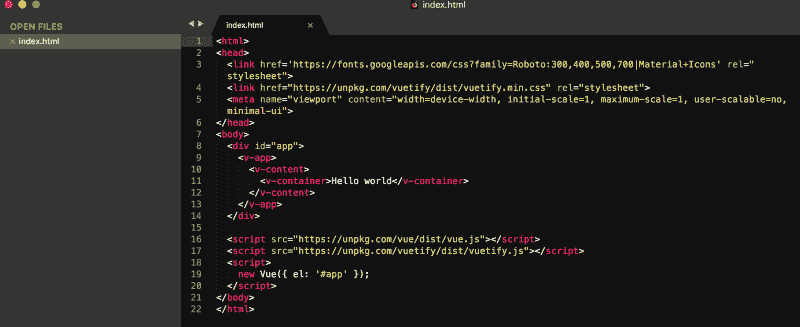 index.html
OPEN FILES
× index.html
index.html ×
1 <html>
2 <head>
3 <link href='https://fonts.googleapis.com/css?family=Roboto:300,400,500,700|Material+Icons' rel="
stylesheet">
4 <link href="https://unpkg.com/vuetify/dist/vuetify.min.css" rel="stylesheet">
5 <meta name="viewport" content="width=device-width, initial-scale=1, maximum-scale=1, user-scalable=no,
minimal-ui">
6 </head>
7 <body>
8 <div id="app">
9 <v-app>
10 <v-content>
11 <v-container>Hello world</v-container>
12 </v-content>
13 </v-app>
14 </div>
15
16 <script src="https://unpkg.com/vue/dist/vue.js"></script>
17 <script src="https://unpkg.com/vuetify/dist/vuetify.js"></script>
18 <script>
19 new Vue({ el: '#app' });
20 </script>
21 </body>
22 </html>